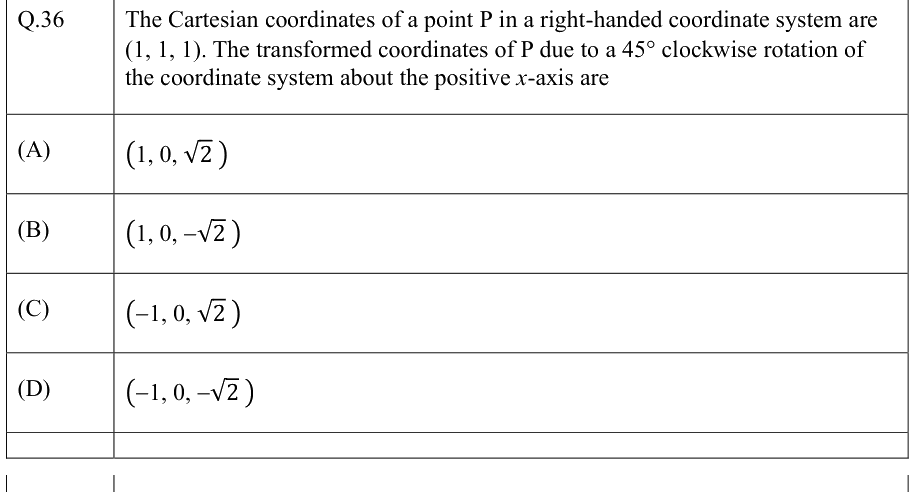 Q.36 The Cartesian coordinates of a point P in a right-handed coordinate system are
(1, 1, 1). The transformed coordinates of P due to a 45° clockwise rotation of
the coordinate system about the positive x-axis are
(A) (1, 0, √2 )
(B) (1, 0, –√2 )
(C) (–1, 0, √2 )
(D) (–1, 0, –√2 )